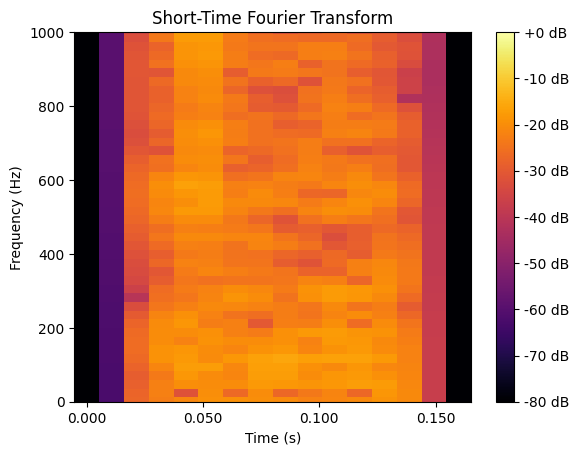 Short-Time Fourier Transform
1000
800
600
400
200
0
Frequency (Hz)
0.000
0.050
0.100
0.150
Time (s)
+0 dB
-10 dB
-20 dB
-30 dB
-40 dB
-50 dB
-60 dB
-70 dB
-80 dB